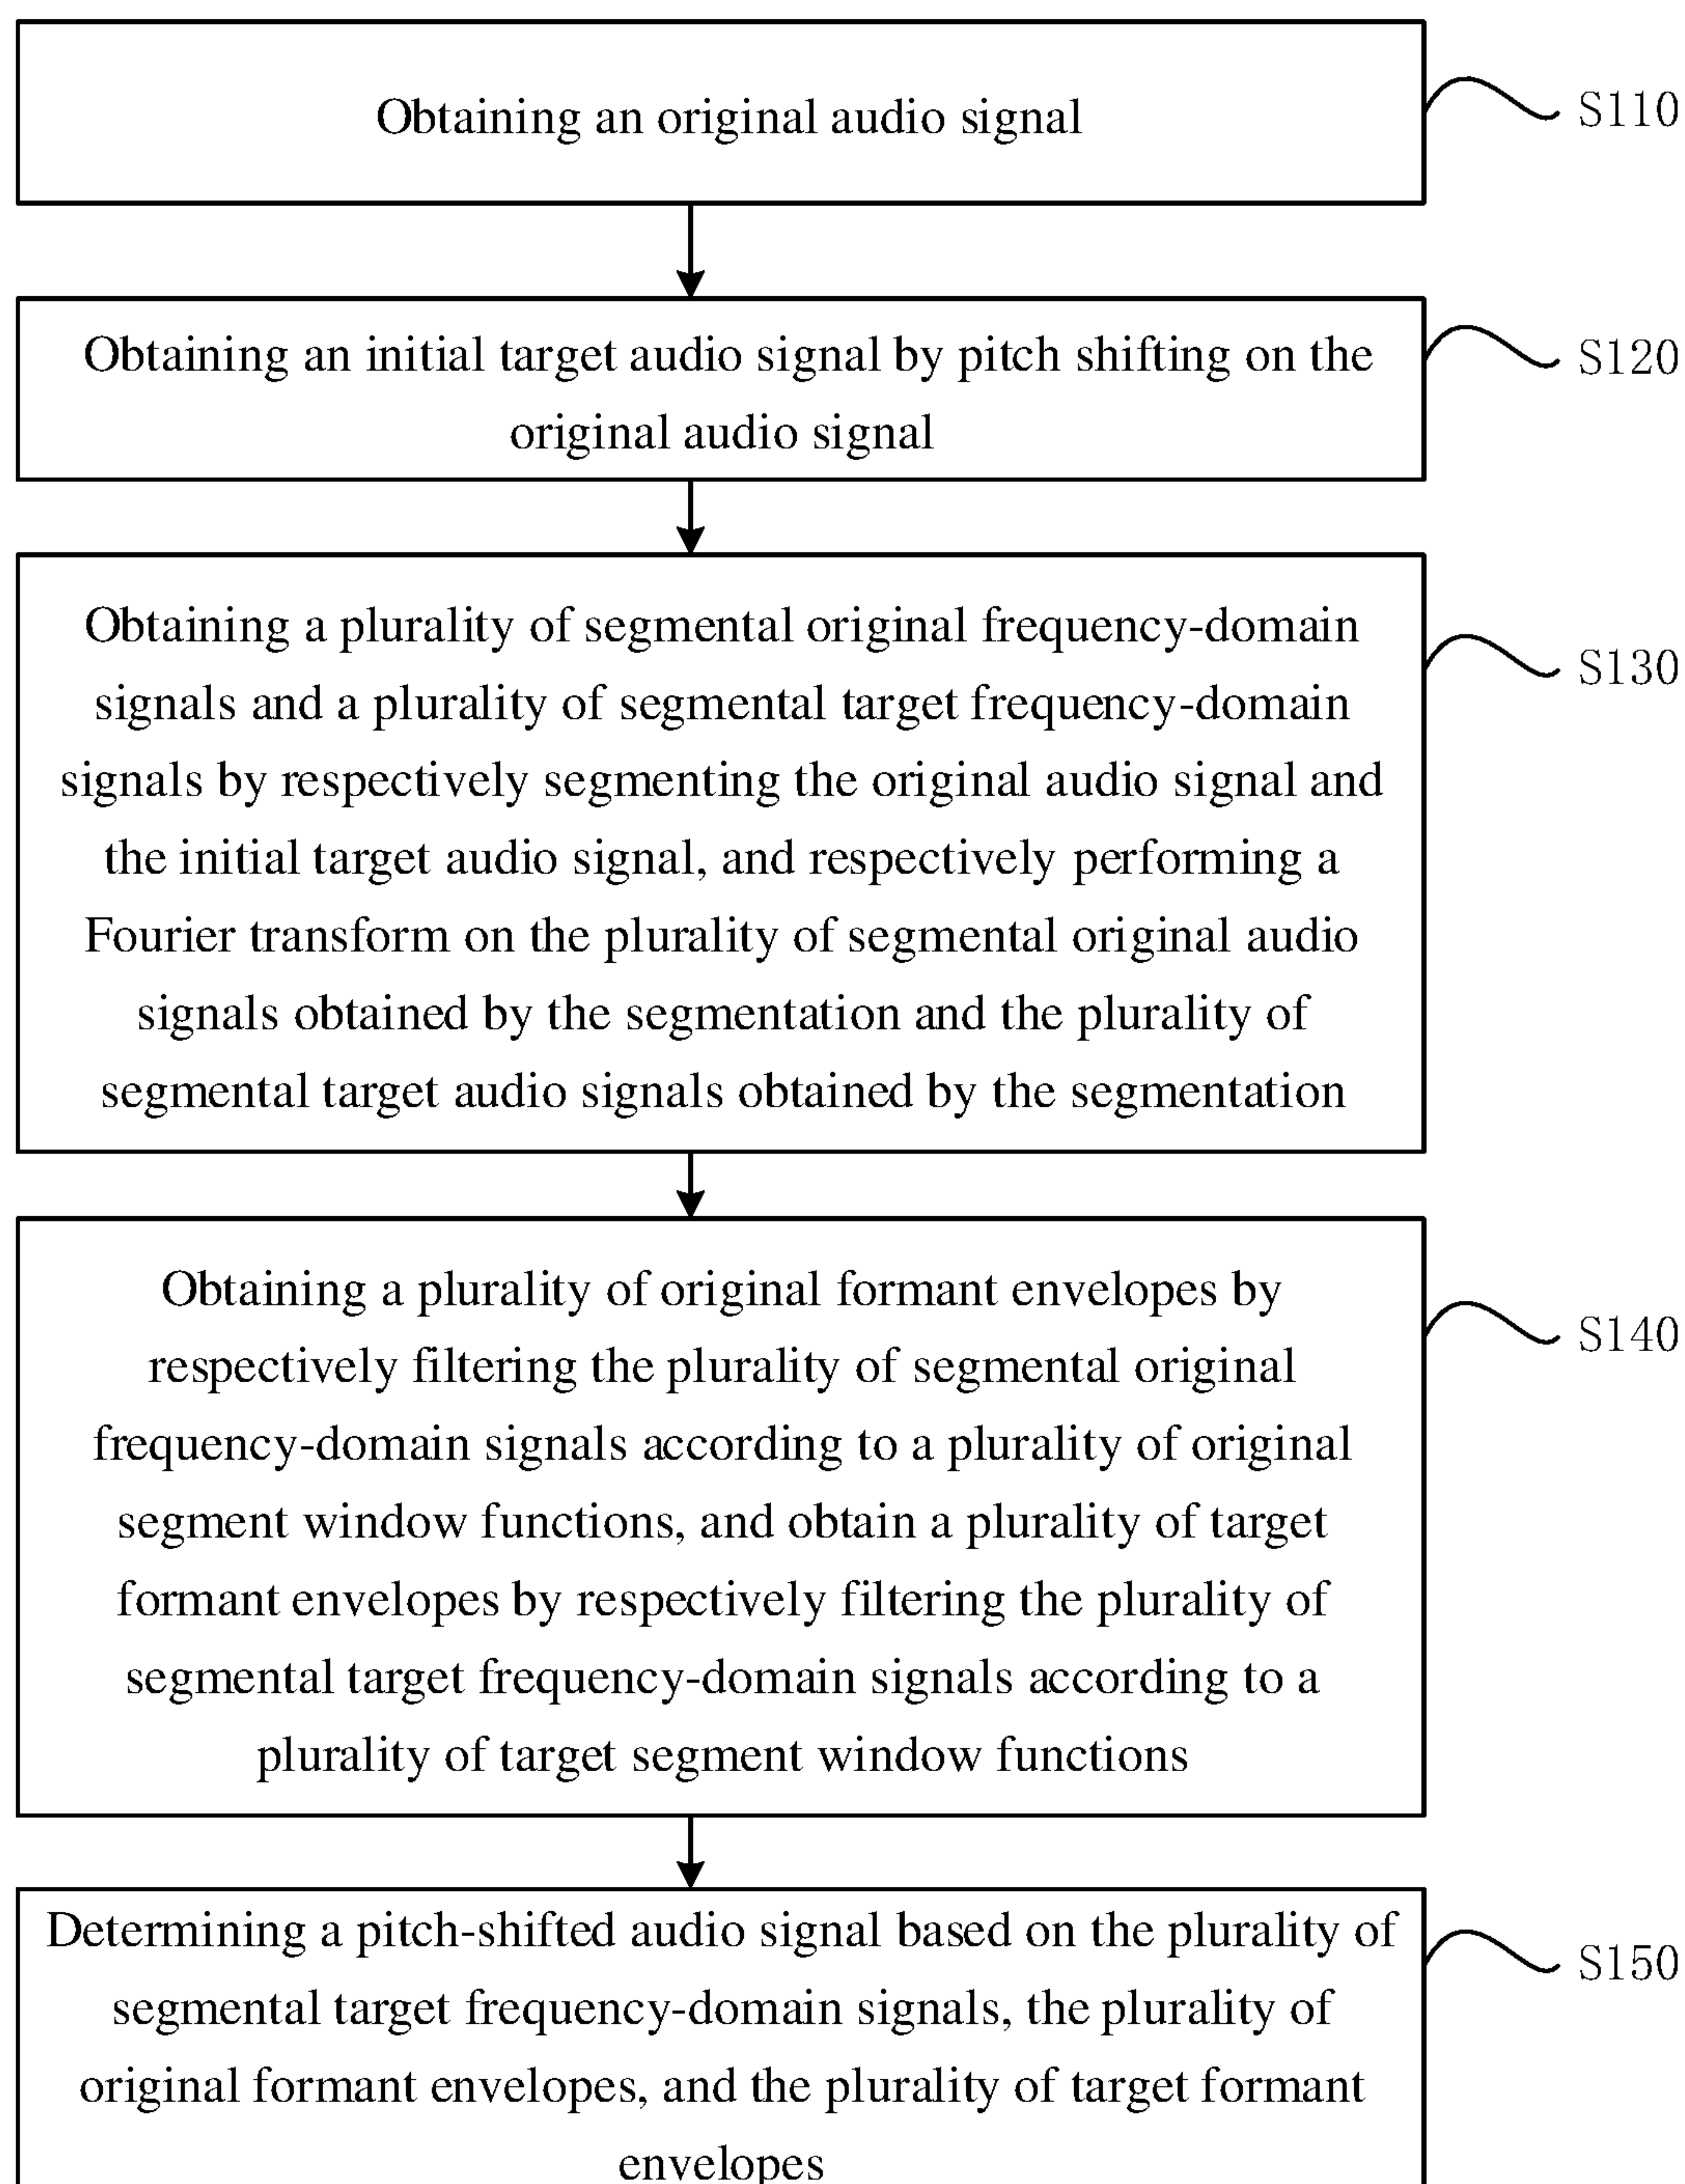 Obtaining an original audio signal
S110
Obtaining an initial target audio signal by pitch shifting on the
original audio signal
S120
Obtaining a plurality of segmental original frequency-domain
signals and a plurality of segmental target frequency-domain
signals by respectively segmenting the original audio signal and
the initial target audio signal, and respectively performing a
Fourier transform on the plurality of segmental original audio
signals obtained by the segmentation and the plurality of
segmental target audio signals obtained by the segmentation
S130
Obtaining a plurality of original formant envelopes by
respectively filtering the plurality of segmental original
frequency-domain signals according to a plurality of original
segment window functions, and obtain a plurality of target
formant envelopes by respectively filtering the plurality of
segmental target frequency-domain signals according to a
plurality of target segment window functions
S140
Determining a pitch-shifted audio signal based on the plurality of
segmental target frequency-domain signals, the plurality of
original formant envelopes, and the plurality of target formant
envelopes
S150